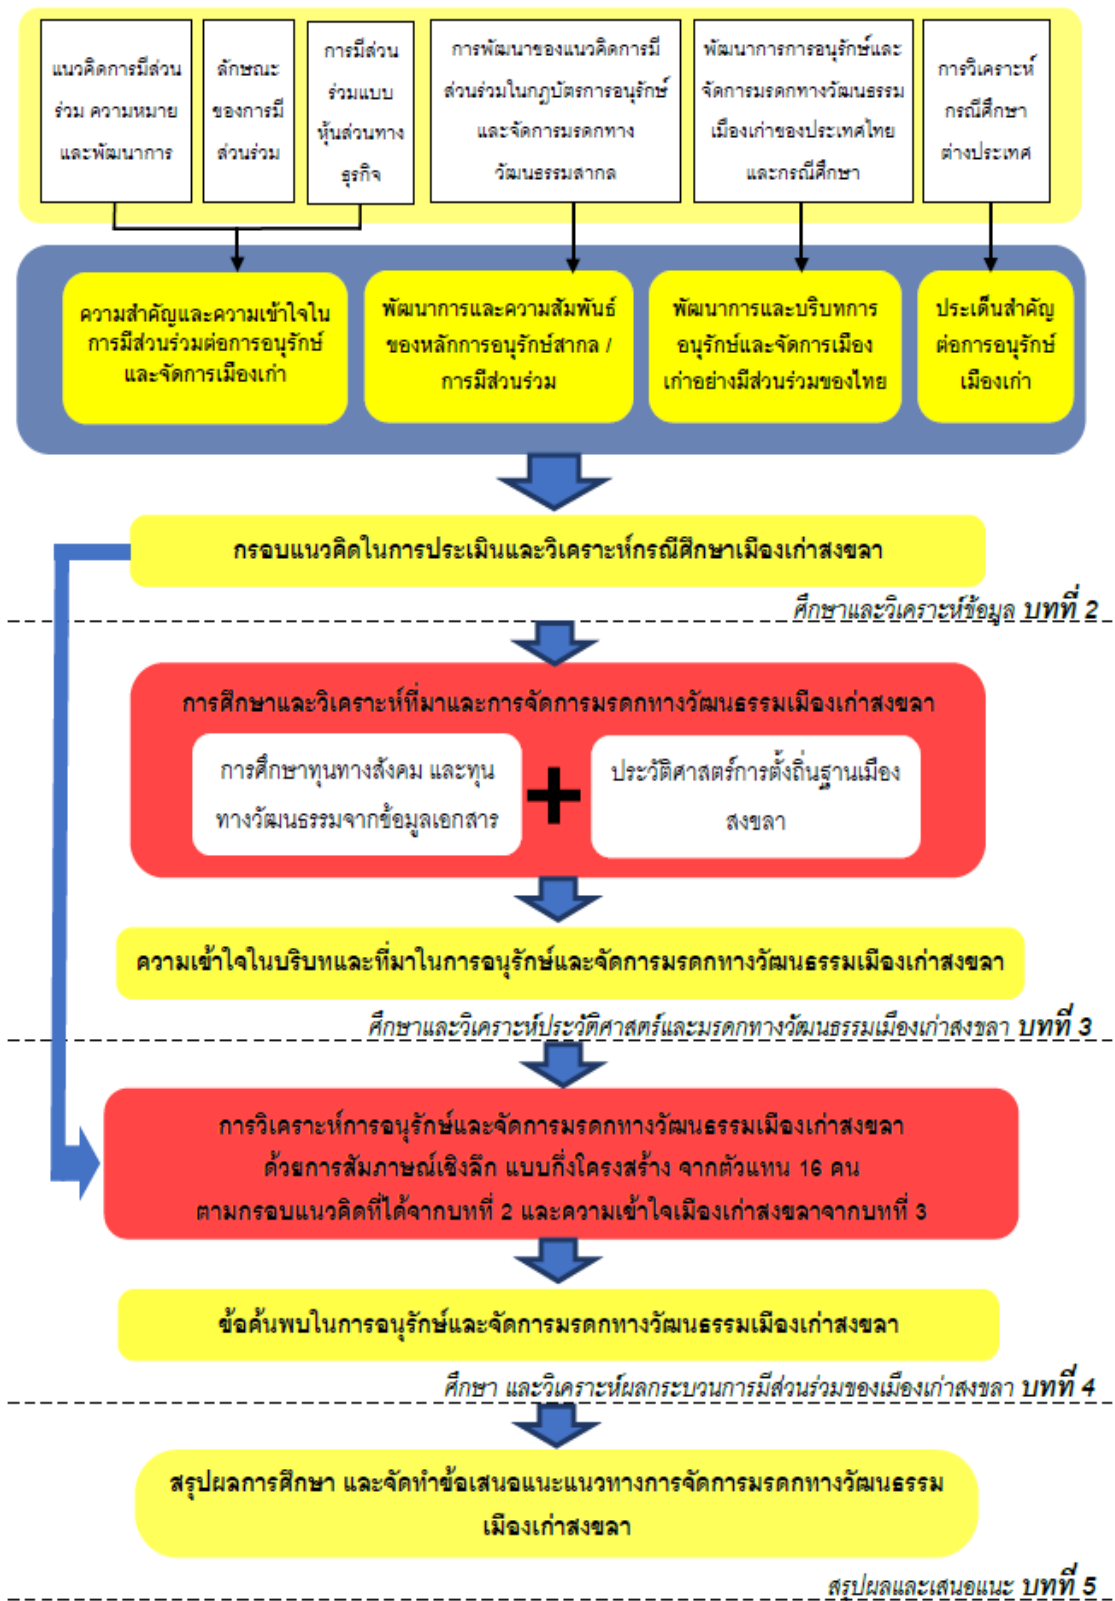 แนวคิดการมีส่วน
ร่วม ความหมาย
และพัฒนาการ
ลักษณะ
ของการมี
ส่วนร่วม
การมีส่วน
ร่วมแบบ
หุ้นส่วนทาง
ธุรกิจ
การพัฒนาของแนวคิดการมี
ส่วนร่วมในกฎบัตรการอนุรักษ์
และจัดการมรดกทาง
วัฒนธรรมสากล
พัฒนาการการอนุรักษ์และ
จัดการมรดกทางวัฒนธรรม
เมืองเก่าของประเทศไทย
และกรณีศึกษา
การวิเคราะห์
กรณีศึกษา
ต่างประเทศ
ความสำคัญและความเข้าใจใน
การมีส่วนร่วมต่อการอนุรักษ์
และจัดการเมืองเก่า
พัฒนาการและความสัมพันธ์
ของหลักการอนุรักษ์สากล /
การมีส่วนร่วม
พัฒนาการและบริบทการ
อนุรักษ์และจัดการเมือง
เก่าอย่างมีส่วนร่วมของไทย
ประเด็นสำคัญ
ต่อการอนุรักษ์
เมืองเก่า
กรอบแนวคิดในการประเมินและวิเคราะห์กรณีศึกษาเมืองเก่าสงขลา
ศึกษาและวิเคราะห์ข้อมูล บทที่ 2
การศึกษาและวิเคราะห์ที่มาและการจัดการมรดกทางวัฒนธรรมเมืองเก่าสงขลา
การศึกษาทุนทางสังคม และทุน
ทางวัฒนธรรมจากข้อมูลเอกสาร
ประวัติศาสตร์การตั้งถิ่นฐานเมือง
สงขลา
ความเข้าใจในบริบทและที่มาในการอนุรักษ์และจัดการมรดกทางวัฒนธรรมเมืองเก่าสงขลา
ศึกษาและวิเคราะห์ประวัติศาสตร์และมรดกทางวัฒนธรรมเมืองเก่าสงขลา บทที่ 3
การวิเคราะห์การอนุรักษ์และจัดการมรดกทางวัฒนธรรมเมืองเก่าสงขลา
ด้วยการสัมภาษณ์เชิงลึก แบบกึ่งโครงสร้าง จากตัวแทน 16 คน
ตามกรอบแนวคิดที่ได้จากบทที่ 2 และความเข้าใจเมืองเก่าสงขลาจากบทที่ 3
ข้อค้นพบในการอนุรักษ์และจัดการมรดกทางวัฒนธรรมเมืองเก่าสงขลา
ศึกษา และวิเคราะห์ผลกระบวนการมีส่วนร่วมของเมืองเก่าสงขลา บทที่ 4
สรุปผลการศึกษา และจัดทำข้อเสนอแนะแนวทางการจัดการมรดกทางวัฒนธรรม
เมืองเก่าสงขลา
สรุปผลและเสนอแนะ บทที่ 5